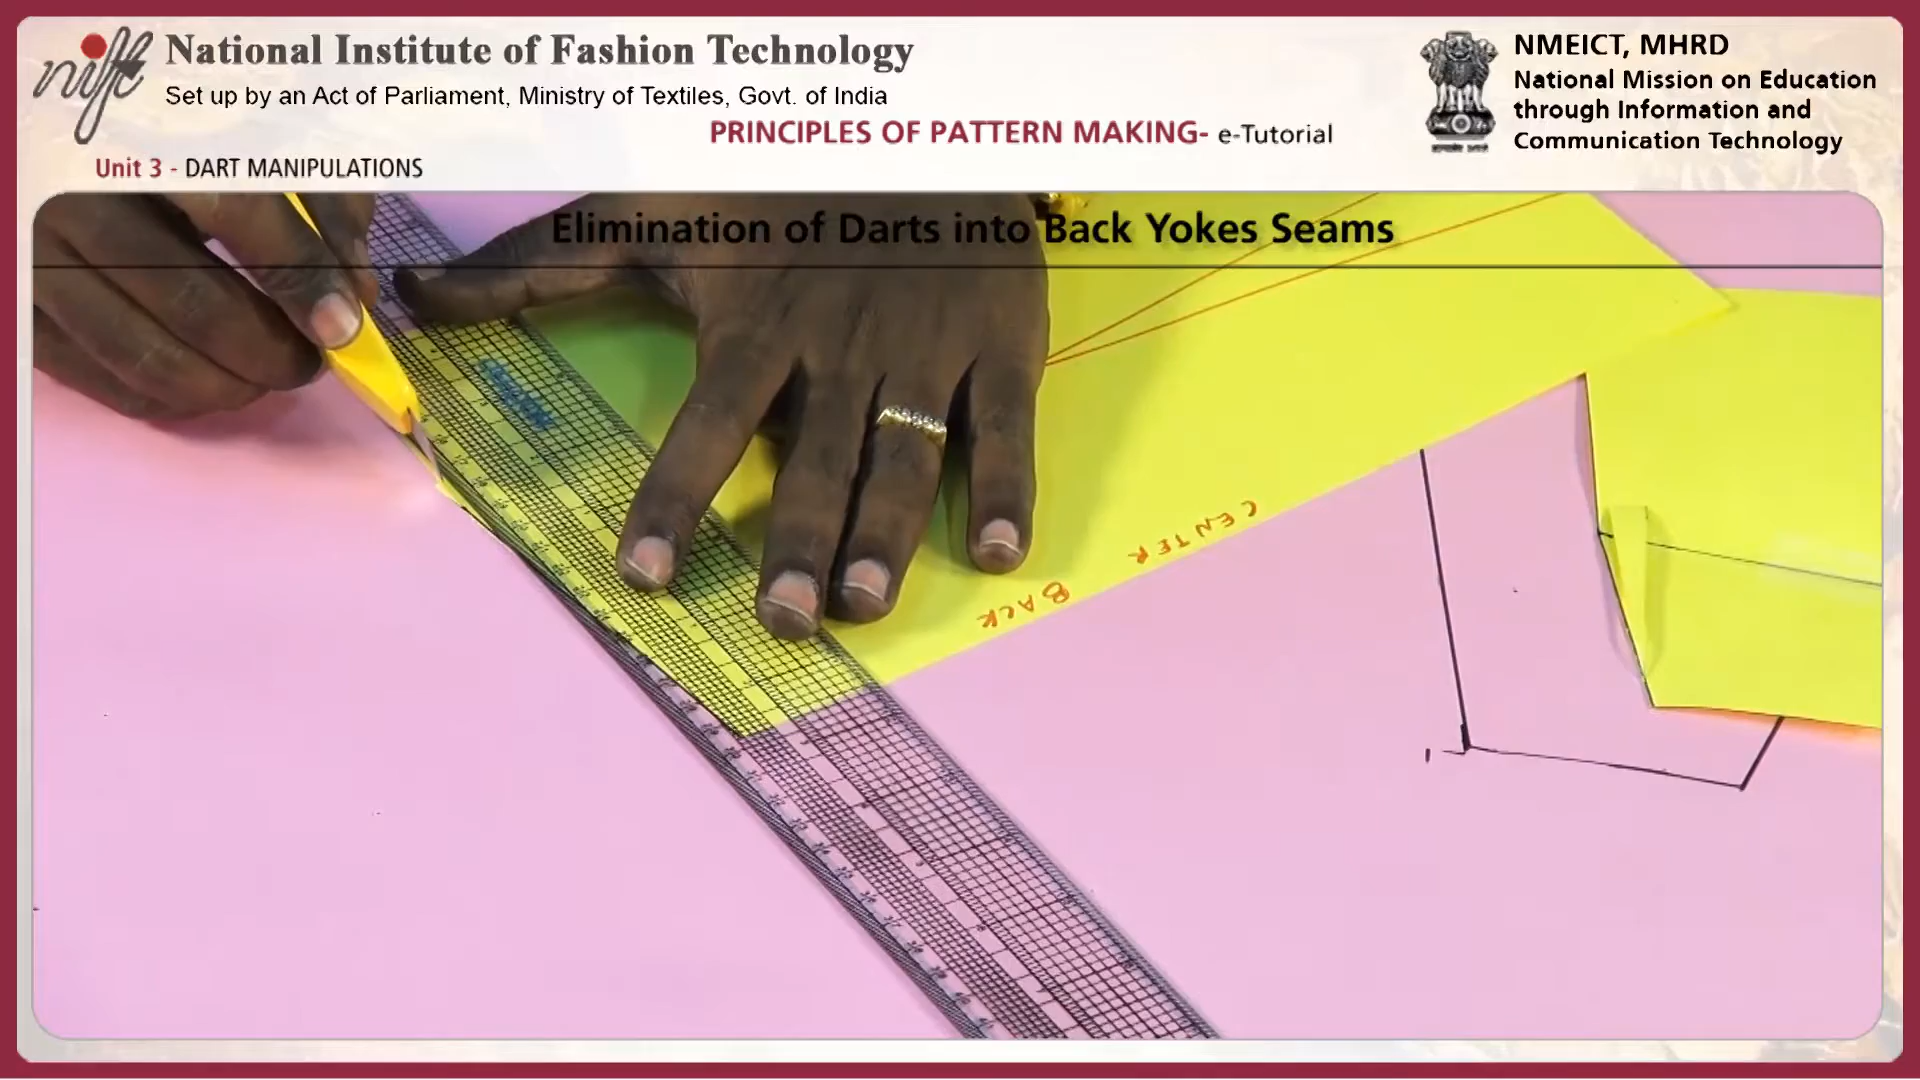 nift
National Institute of Fashion Technology
Set up by an Act of Parliament, Ministry of Textiles, Govt. of India
PRINCIPLES OF PATTERN MAKING- e-Tutorial
Unit 3 - DART MANIPULATIONS
NMEICT, MHRD
National Mission on Education
through Information and
Communication Technology
Elimination of Darts into Back Yokes Seams
CENTER BACK